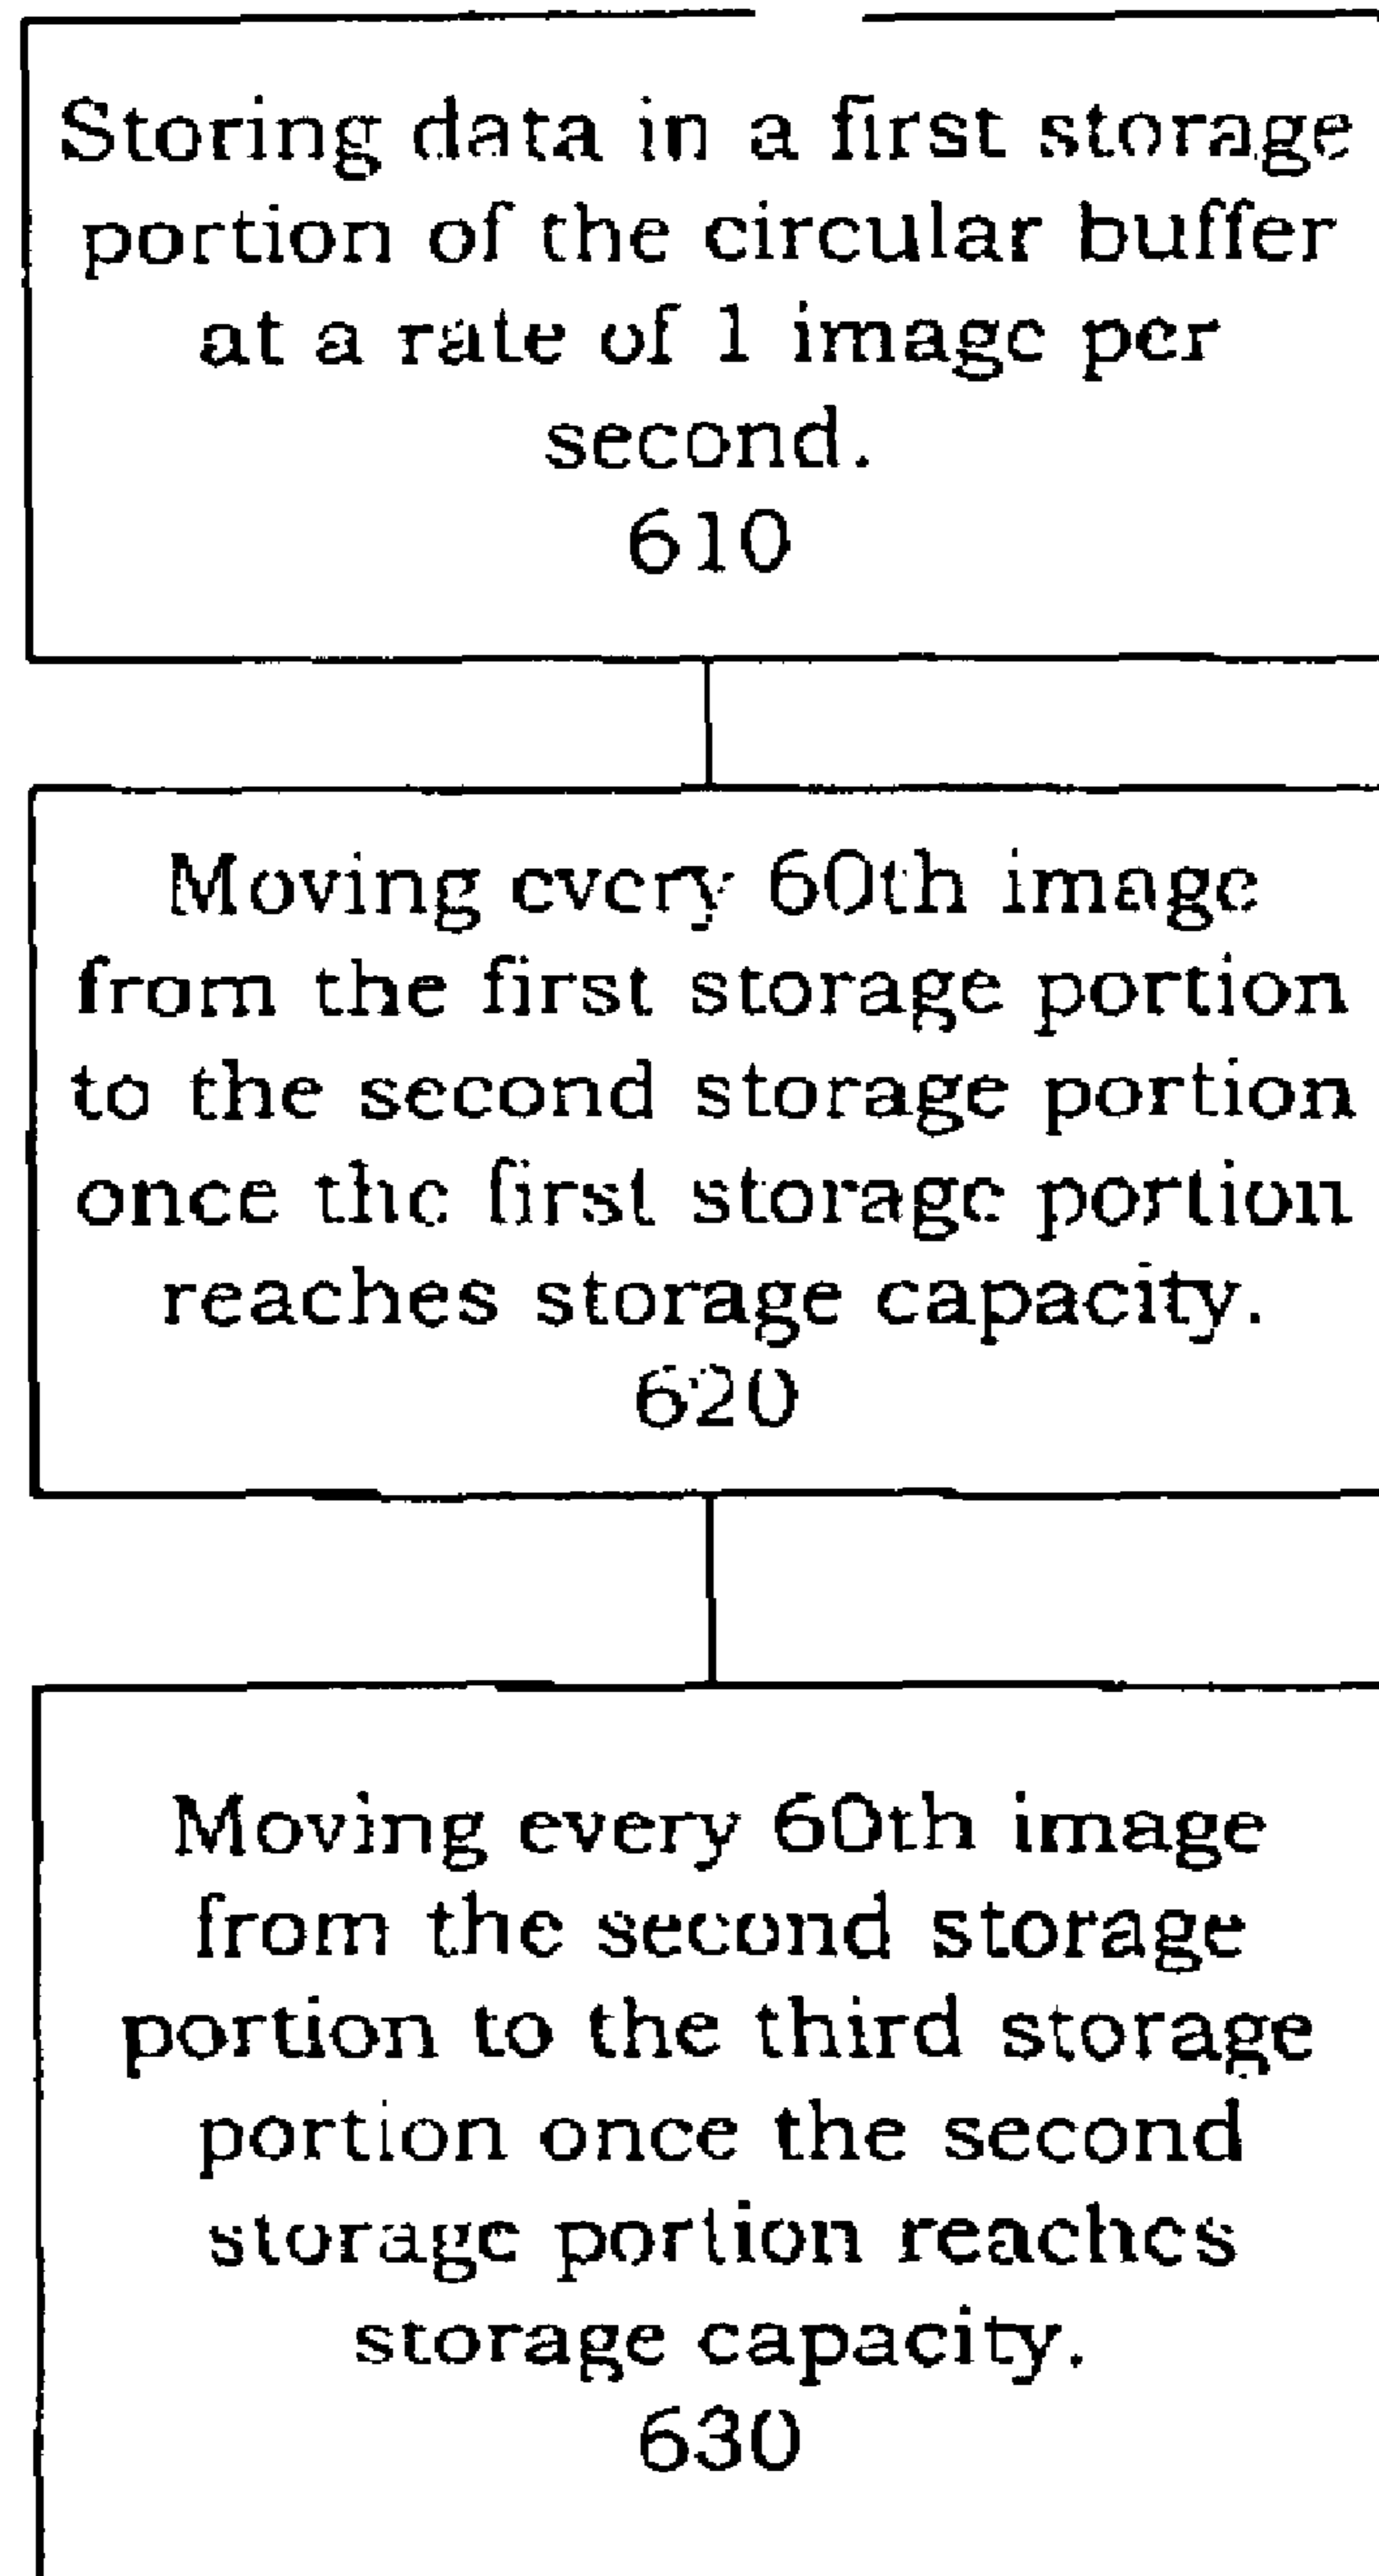 Storing data in a first storage
portion of the circular buffer
at a rate of 1 image per
second.
610
Moving every 60th image
from the first storage portion
to the second storage portion
once the first storage portion
reaches storage capacity.
620
Moving every 60th image
from the second storage
portion to the third storage
portion once the second
storage portion reaches
storage capacity.
630